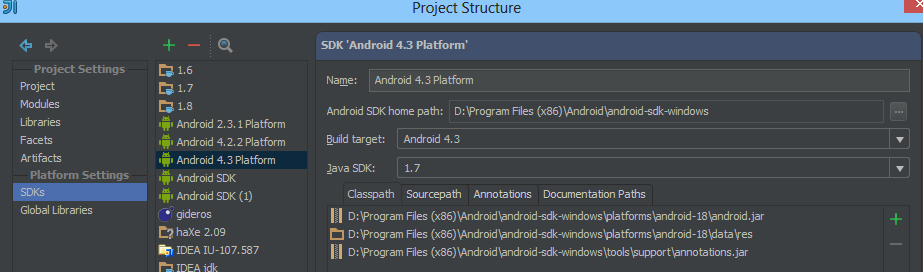 Project Structure
Project Settings
Project
Modules
Libraries
Facets
Artifacts
Platform Settings
SDKs
Global Libraries
1.6
1.7
1.8
Android 2.3.1 Platform
Android 4.2.2 Platform
Android 4.3 Platform
Android SDK
Android SDK (1)
gideros
haXe 2.09
IDEA IU-107.587
IDEA jdk
SDK 'Android 4.3 Platform'
Name: Android 4.3 Platform
Android SDK home path: D:\Program Files (x86)\Android\android-sdk-windows ...
Build target: Android 4.3
Java SDK: 1.7
Classpath Sourcepath Annotations Documentation Paths
D:\Program Files (x86)\Android\android-sdk-windows\platforms\android-18\android.jar
D:\Program Files (x86)\Android\android-sdk-windows\platforms\android-18\data\res
D:\Program Files (x86)\Android\android-sdk-windows\tools\support\annotations.jar